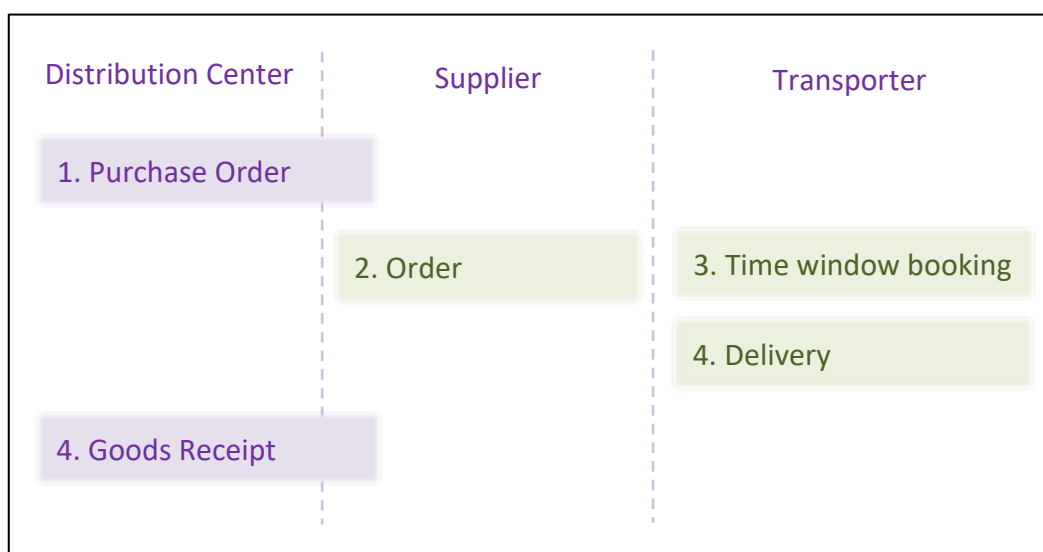 Distribution Center
Supplier
Transporter
1. Purchase Order
2. Order
3. Time window booking
4. Delivery
4. Goods Receipt